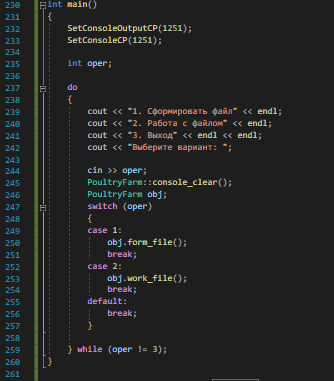 230 int main()
231 {
232 SetConsoleOutputCP(1251);
233 SetConsoleCP(1251);
234
235 int oper;
236
237 do
238 {
239 cout << "1. Сформировать файл" << endl;
240 cout << "2. Работа с файлом" << endl;
241 cout << "3. Выход" << endl << endl;
242 cout << "Выберите вариант: ";
243
244 cin >> oper;
245 PoultryFarm::console_clear();
246 PoultryFarm obj;
247 switch (oper)
248 {
249 case 1:
250 obj.form_file();
251 break;
252 case 2:
253 obj.work_file();
254 break;
255 default:
256 break;
257 }
258
259 } while (oper != 3);
260 }
261